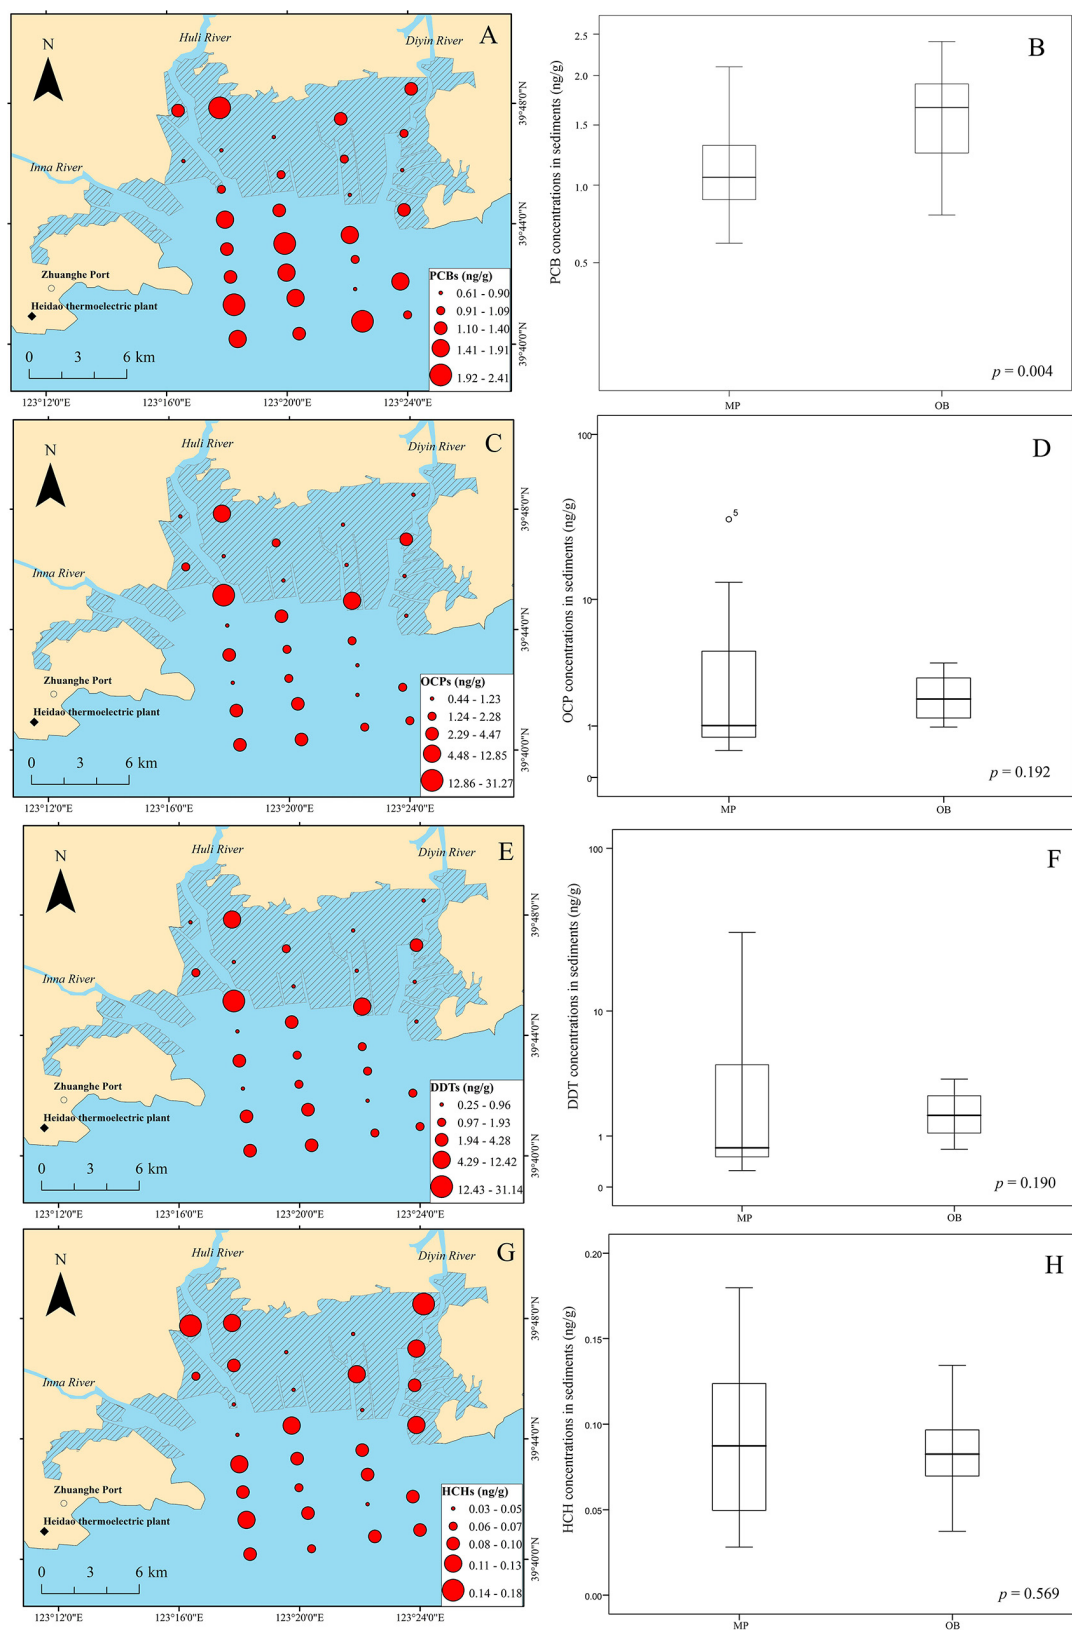 A
N
Huli River
Diyin River
Inna River
Zhuanghe Port
Heidao thermoelectric plant
0 3 6 km
PCBs (ng/g)
0.61 - 0.90
0.91 - 1.09
1.10 - 1.40
1.41 - 1.91
1.92 - 2.41
39°48'0"N
39°44'0"N
39°40'0"N
123°12'0"E 123°16'0"E 123°20'0"E 123°24'0"E
B
PCB concentrations in sediments (ng/g)
2.5
2.0
1.5
1.0
0.5
p = 0.004
MP OB
C
N
Huli River
Diyin River
Inna River
Zhuanghe Port
Heidao thermoelectric plant
0 3 6 km
OCPs (ng/g)
0.44 - 1.23
1.24 - 2.28
2.29 - 4.47
4.48 - 12.85
12.86 - 31.27
39°48'0"N
39°44'0"N
39°40'0"N
123°12'0"E 123°16'0"E 123°20'0"E 123°24'0"E
D
OCP concentrations in sediments (ng/g)
100
10
1
0
5
p = 0.192
MP OB
E
N
Huli River
Diyin River
Inna River
Zhuanghe Port
Heidao thermoelectric plant
0 3 6 km
DDTs (ng/g)
0.25 - 0.96
0.97 - 1.93
1.94 - 4.28
4.29 - 12.42
12.43 - 31.14
39°48'0"N
39°44'0"N
39°40'0"N
123°12'0"E 123°16'0"E 123°20'0"E 123°24'0"E
F
DDT concentrations in sediments (ng/g)
100
10
1
0
p = 0.190
MP OB
G
N
Huli River
Diyin River
Inna River
Zhuanghe Port
Heidao thermoelectric plant
0 3 6 km
HCHs (ng/g)
0.03 - 0.05
0.06 - 0.07
0.08 - 0.10
0.11 - 0.13
0.14 - 0.18
39°48'0"N
39°44'0"N
39°40'0"N
123°12'0"E 123°16'0"E 123°20'0"E 123°24'0"E
H
HCH concentrations in sediments (ng/g)
0.20
0.15
0.10
0.05
0.00
p = 0.569
MP OB